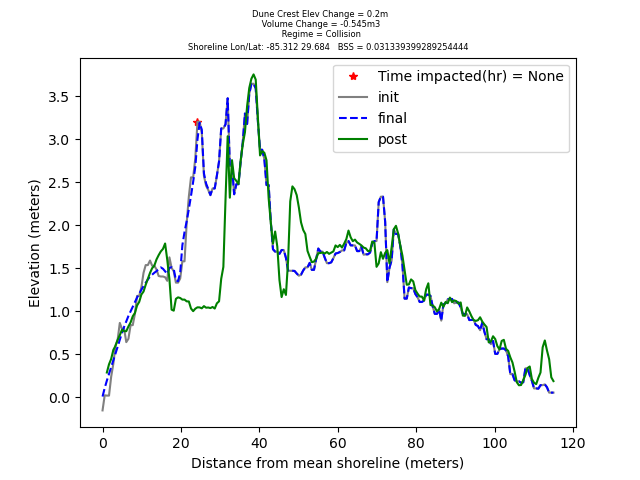 Dune Crest Elev Change = 0.2m
Volume Change = -0.545m3
Regime = Collision
Shoreline Lon/Lat: -85.312 29.684 BSS = 0.031339399289254444
Time impacted(hr) = None
init
final
post
3.5
3.0
2.5
2.0
1.5
1.0
0.5
0.0
Elevation (meters)
0 20 40 60 80 100 120
Distance from mean shoreline (meters)